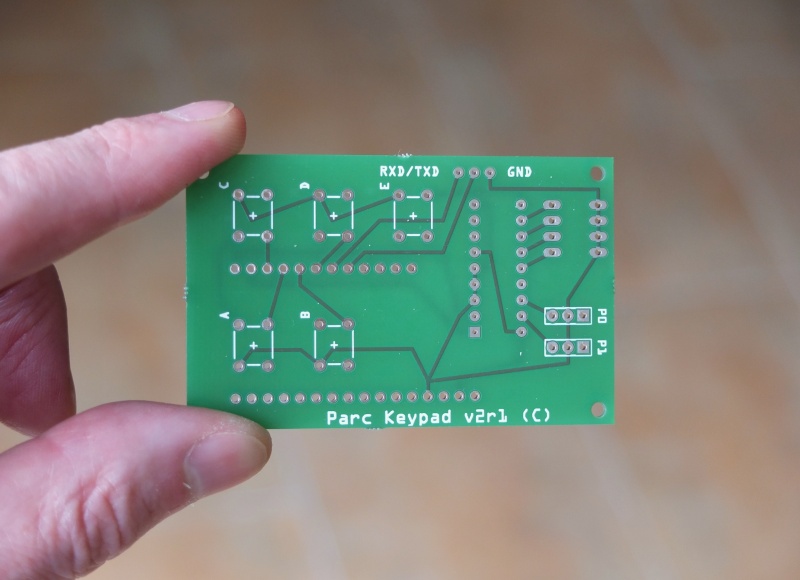 RXD/TXD GND
C D E
P0
P1
A B
Parc Keypad v2r1 (C)